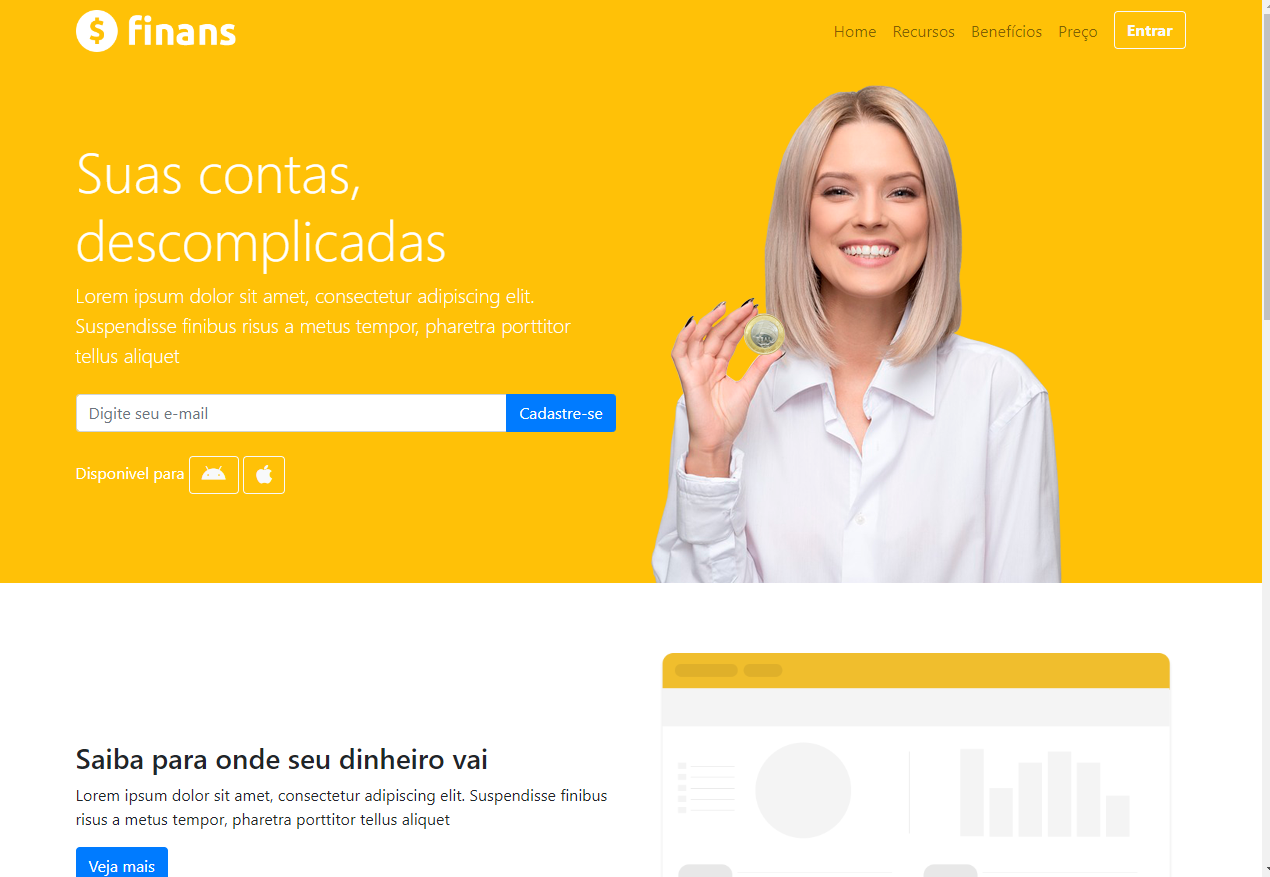 finans
Home Recursos Benefícios Preço Entrar
Suas contas,
descomplicadas
Lorem ipsum dolor sit amet, consectetur adipiscing elit.
Suspendisse finibus risus a metus tempor, pharetra porttitor
tellus aliquet
Digite seu e-mail Cadastre-se
Disponivel para
Saiba para onde seu dinheiro vai
Lorem ipsum dolor sit amet, consectetur adipiscing elit. Suspendisse finibus
risus a metus tempor, pharetra porttitor tellus aliquet
Veja mais